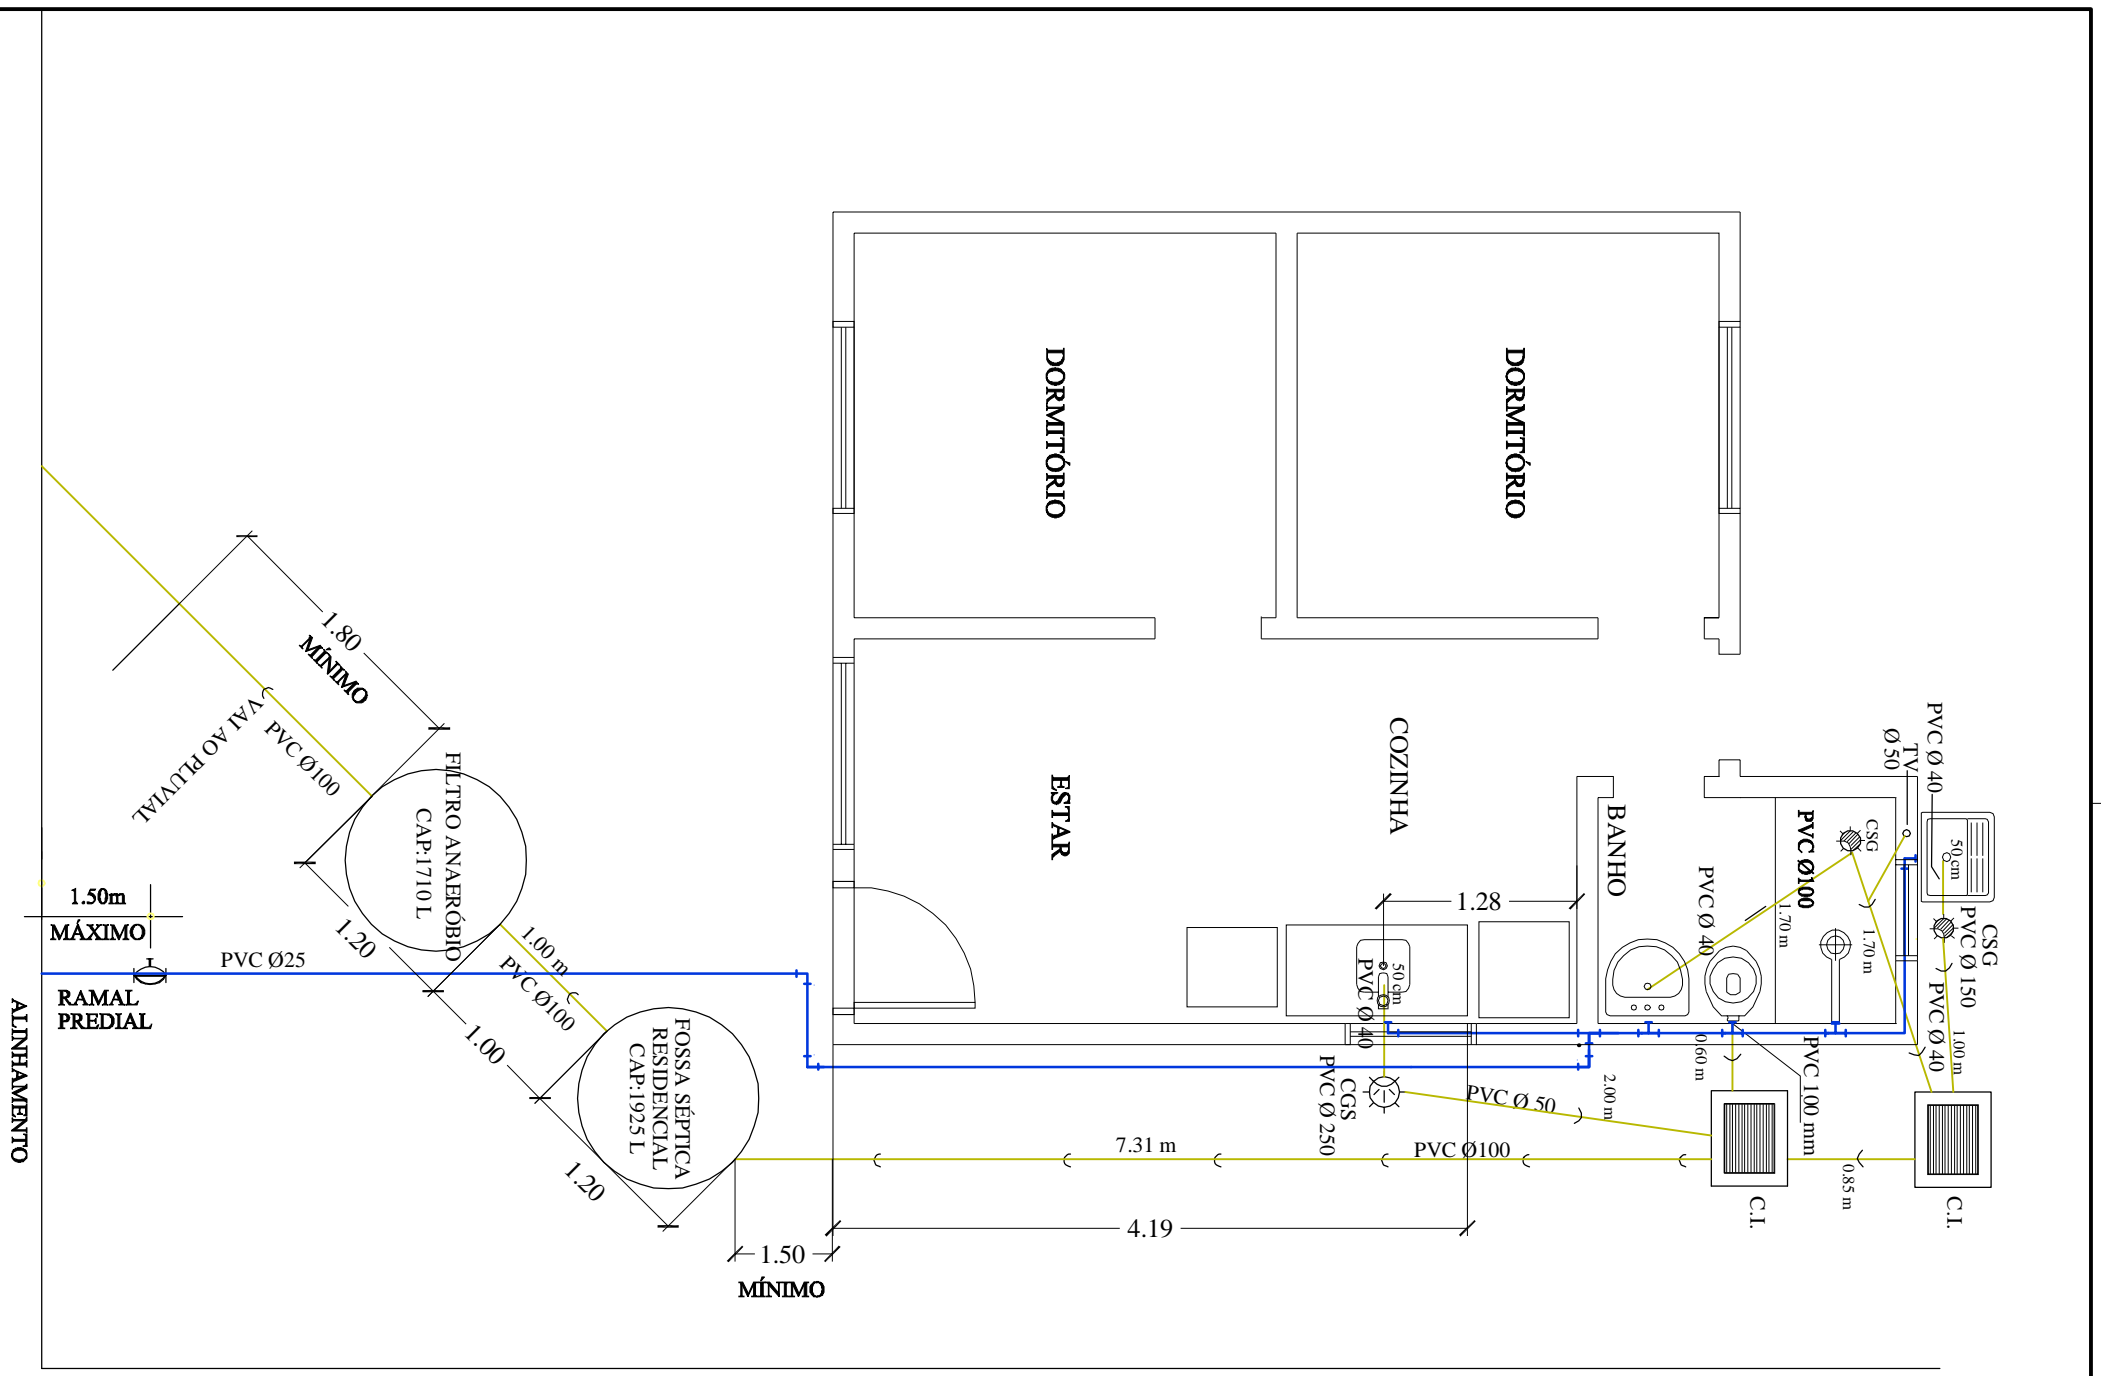 DORMITÓRIO
DORMITÓRIO
COZINHA
ESTAR
BANHO
PVC Ø 40
TV
Ø 50
PVC Ø100
CSG
50 cm
CSG
PVC Ø 150
PVC Ø 40
1.00 m
PVC Ø 40
1.70 m
1.70 m
1.28
50 cm
PVC Ø 40
CGS
PVC Ø 250
PVC Ø 50
2.00 m
0.60 m
PVC 100 mm
C.I.
0.85 m
C.I.
7.31 m
PVC Ø100
4.19
1.50
MÍNIMO
1.80
MÍNIMO
VAI AO PLUVIAL
PVC Ø100
FILTRO ANAERÓBIO
CAP:1710 L
1.20
1.00 m
PVC Ø100
1.00
FOSSA SÉPTICA
RESIDENCIAL
CAP:1925 L
1.20
1.50m
MÁXIMO
PVC Ø25
RAMAL
PREDIAL
ALINHAMENTO